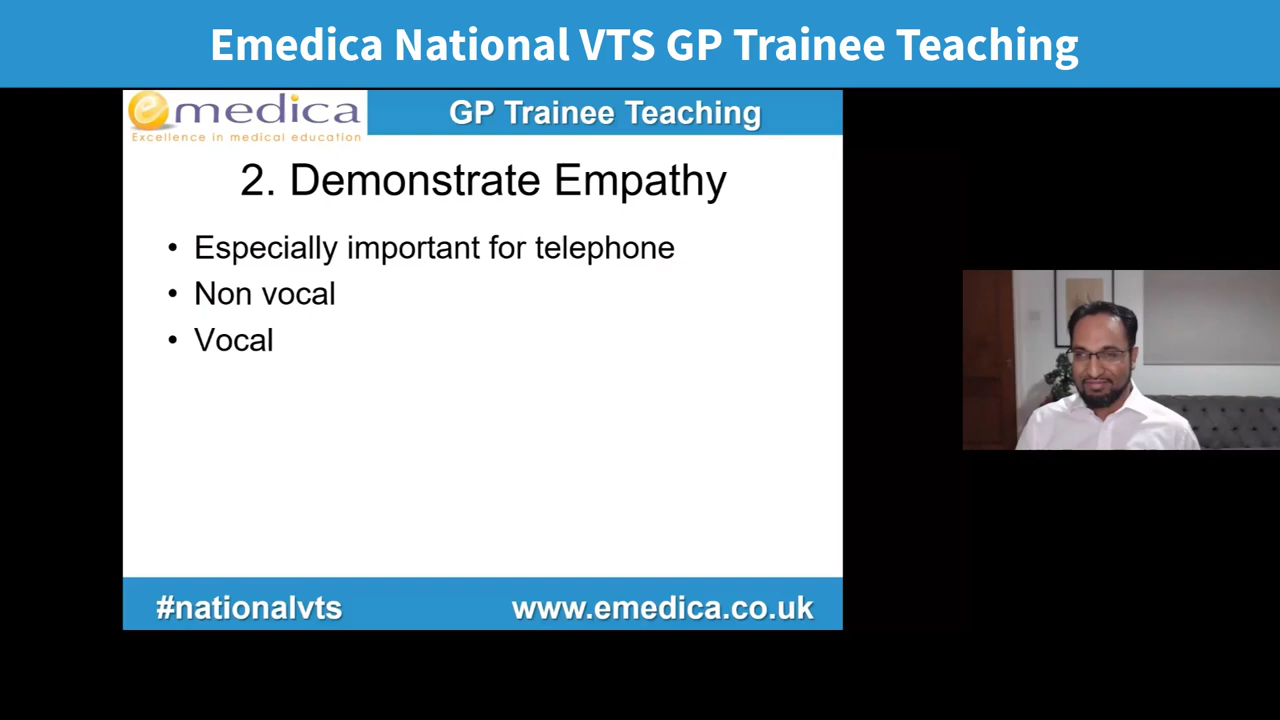 Emedica National VTS GP Trainee Teaching
emedica
Excellence in medical education
GP Trainee Teaching
2. Demonstrate Empathy
• Especially important for telephone
• Non vocal
• Vocal
#nationalvts
www.emedica.co.uk